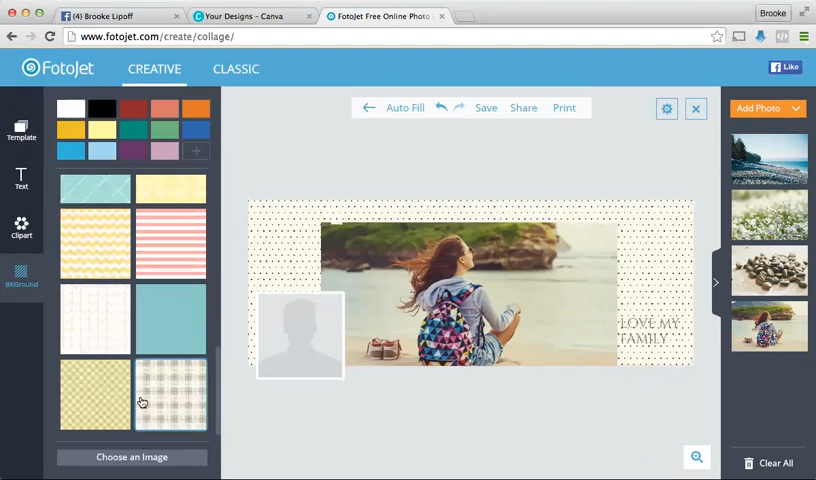 (4) Brooke Lipoff
Your Designs – Canva
FotoJet Free Online Photo
Brooke
www.fotojet.com/create/collage/
FotoJet
CREATIVE
CLASSIC
Like
Auto Fill
Save
Share
Print
Add Photo
Template
Text
Clipart
BKGround
LOVE MY
FAMILY
Choose an Image
Clear All